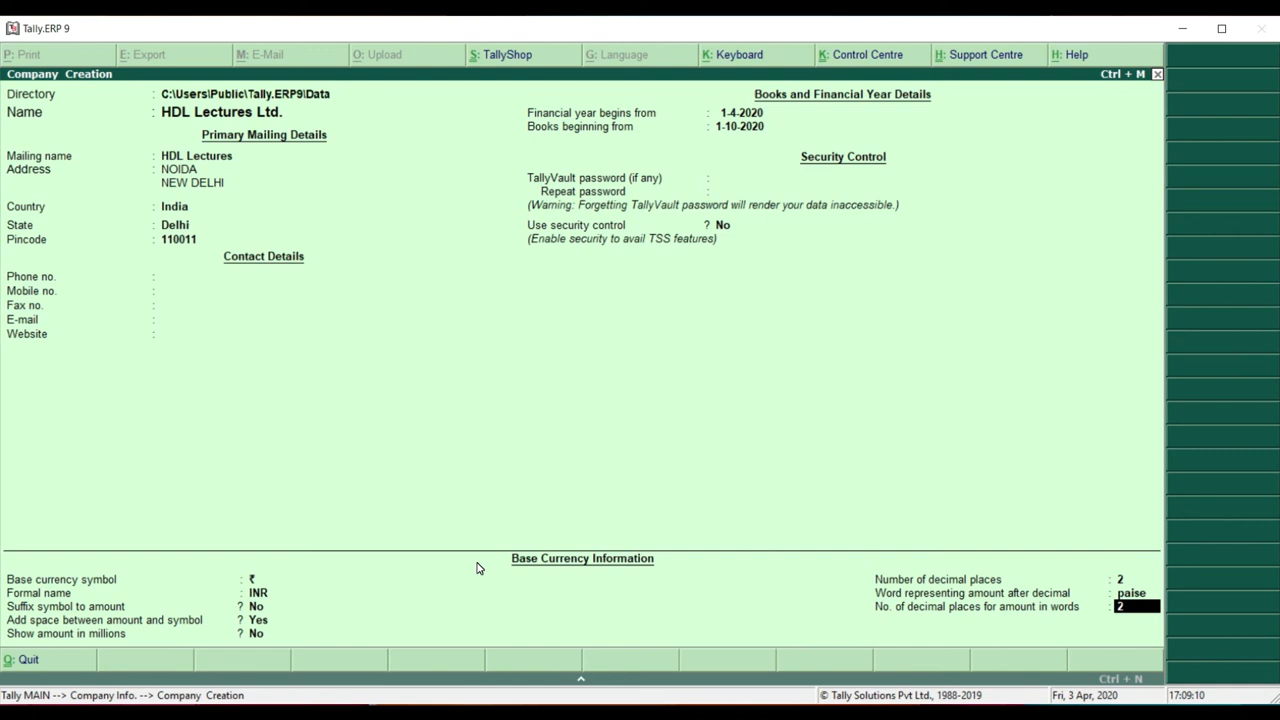 Tally.ERP 9
P: Print E: Export M: E-Mail O: Upload S: TallyShop G: Language K: Keyboard K: Control Centre H: Support Centre H: Help
Company Creation Ctrl + M
Directory : C:\Users\Public\Tally.ERP9\Data
Name : HDL Lectures Ltd.
Primary Mailing Details
Mailing name : HDL Lectures
Address : NOIDA
NEW DELHI
Country : India
State : Delhi
Pincode : 110011
Contact Details
Phone no. :
Mobile no. :
Fax no. :
E-mail :
Website :
Books and Financial Year Details
Financial year begins from : 1-4-2020
Books beginning from : 1-10-2020
Security Control
TallyVault password (if any) :
Repeat password :
(Warning: Forgetting TallyVault password will render your data inaccessible.)
Use security control ? No
(Enable security to avail TSS features)
Base Currency Information
Base currency symbol : ₹
Formal name : INR
Suffix symbol to amount ? No
Add space between amount and symbol ? Yes
Show amount in millions ? No
Number of decimal places : 2
Word representing amount after decimal : paise
No. of decimal places for amount in words : 2
Q: Quit
Ctrl + N
Tally MAIN --> Company Info. --> Company Creation © Tally Solutions Pvt Ltd., 1988-2019 Fri, 3 Apr, 2020 17:09:10